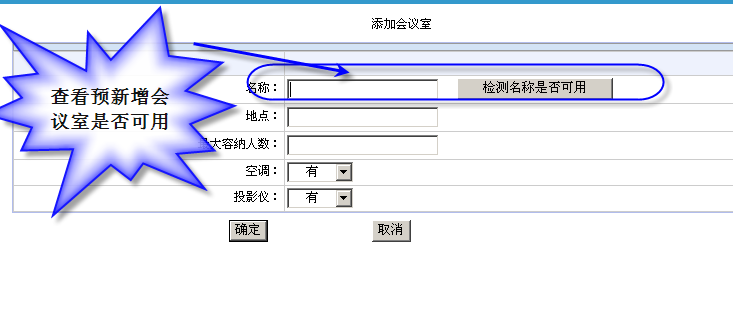 添加会议室
查看预新增会
议室是否可用
名称： 检测名称是否可用
地点：
大容纳人数：
空调： 有
投影仪： 有
确定 取消